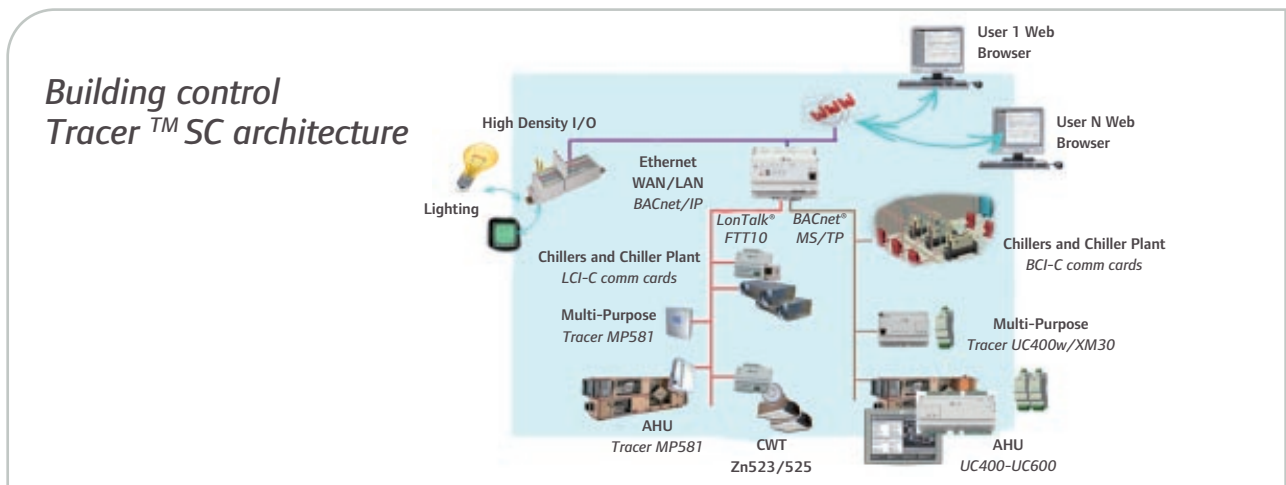 Building control
Tracer ™ SC architecture
User 1 Web
Browser
WWW
User N Web
Browser
High Density I/O
Ethernet
WAN/LAN
BACnet/IP
Lighting
LonTalk®
FTT10
BACnet®
MS/TP
Chillers and Chiller Plant
LCI-C comm cards
Chillers and Chiller Plant
BCI-C comm cards
Multi-Purpose
Tracer MP581
Multi-Purpose
Tracer UC400w/XM30
AHU
Tracer MP581
CWT
Zn523/525
AHU
UC400-UC600